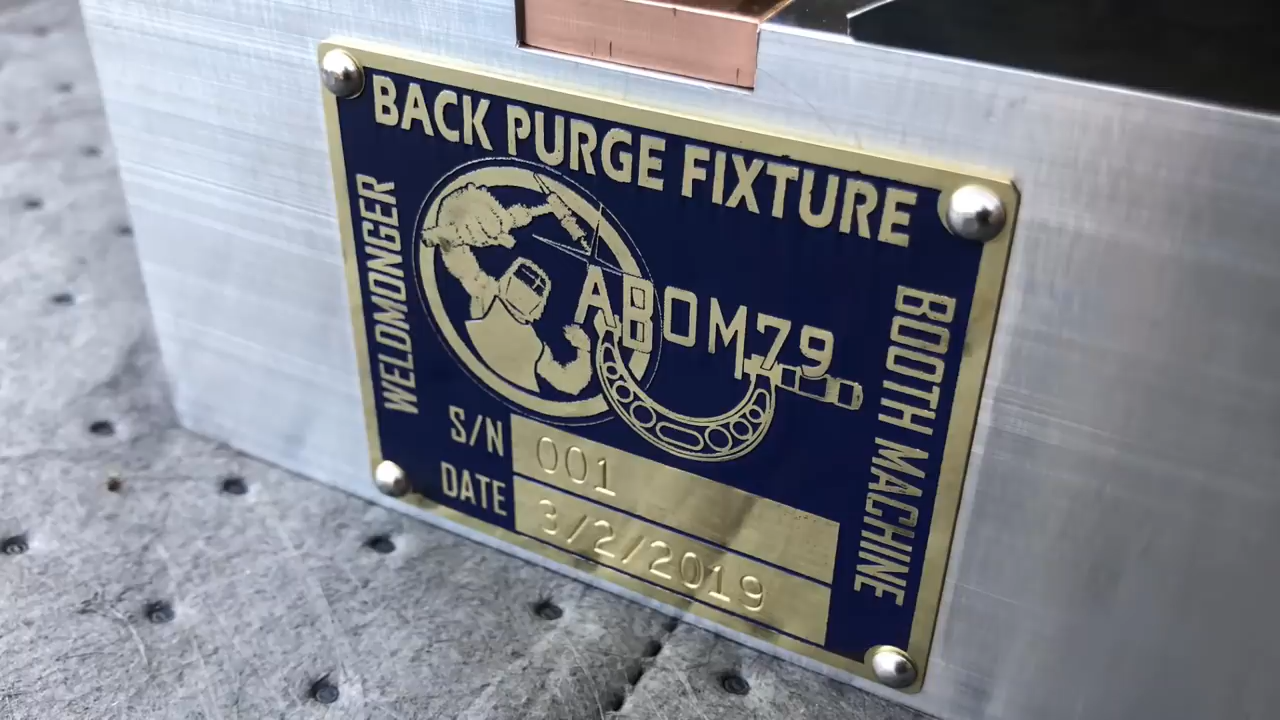 BACK PURGE FIXTURE
WELDMONGER
ABOM79
BOOTH MACHINE
S/N 001
DATE 3/2/2019